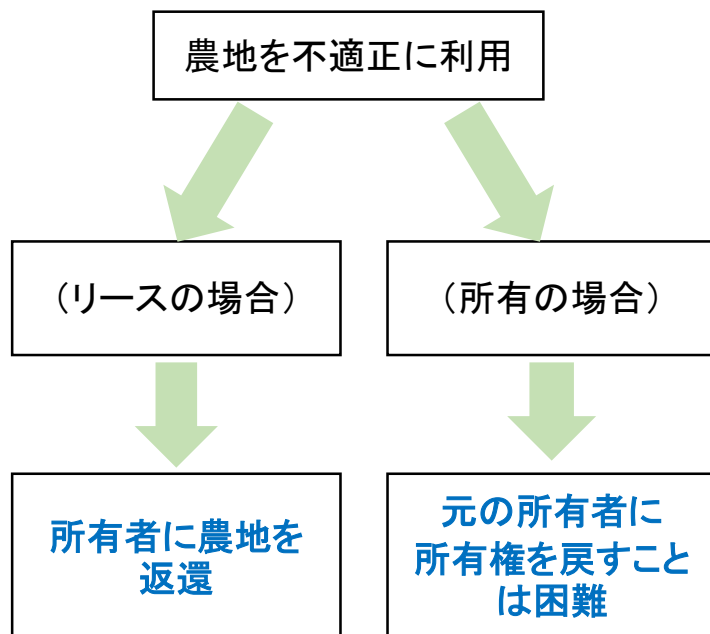 農地を不適正に利用
（リースの場合）
（所有の場合）
所有者に農地を
返還
元の所有者に
所有権を戻すこと
は困難